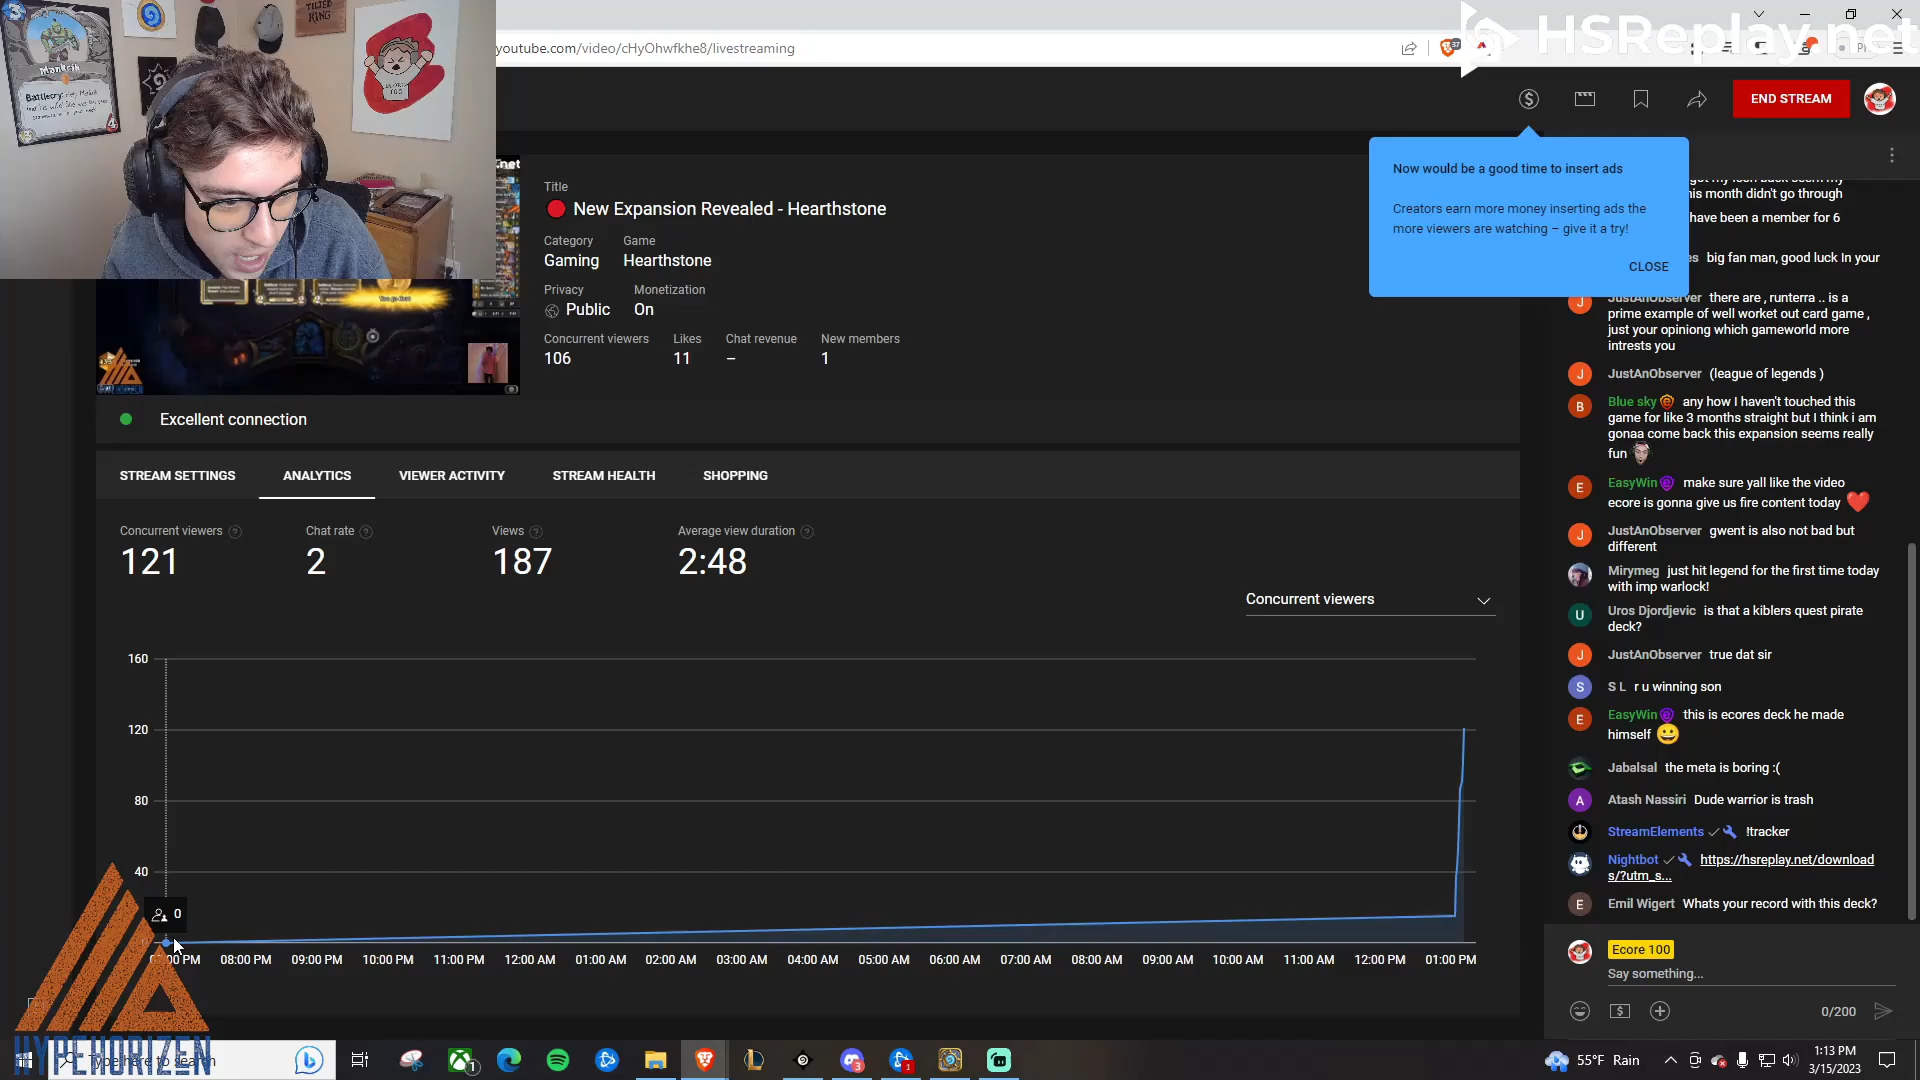 TILTED
KING
Mankrik
Battlecry:
HSReplay.net
youtube.com/video/cHyOhwfkhe8/livestreaming
37
END STREAM
Now would be a good time to insert ads
Creators earn more money inserting ads the
more viewers are watching – give it a try!
CLOSE
Title
New Expansion Revealed - Hearthstone
Category
Game
Gaming
Hearthstone
Privacy
Monetization
Public
On
Concurrent viewers
Likes
Chat revenue
New members
106
11
–
1
Excellent connection
STREAM SETTINGS
ANALYTICS
VIEWER ACTIVITY
STREAM HEALTH
SHOPPING
Concurrent viewers
Chat rate
Views
Average view duration
121
2
187
2:48
Concurrent viewers
160
120
80
40
0
08:00 PM
09:00 PM
10:00 PM
11:00 PM
12:00 AM
01:00 AM
02:00 AM
03:00 AM
04:00 AM
05:00 AM
06:00 AM
07:00 AM
08:00 AM
09:00 AM
10:00 AM
11:00 AM
12:00 PM
01:00 PM
this month didn't go through
have been a member for 6
big fan man, good luck In your
JustAnObserver there are , runterra .. is a
prime example of well worket out card game ,
just your opiniong which gameworld more
intrests you
JustAnObserver (league of legends )
Blue sky any how I haven't touched this
game for like 3 months straight but I think i am
gonaa come back this expansion seems really
fun
EasyWin make sure yall like the video
ecore is gonna give us fire content today
JustAnObserver gwent is also not bad but
different
Mirymeg just hit legend for the first time today
with imp warlock!
Uros Djordjevic is that a kiblers quest pirate
deck?
JustAnObserver true dat sir
S L r u winning son
EasyWin this is ecores deck he made
himself
Jabalsal the meta is boring :(
Atash Nassiri Dude warrior is trash
StreamElements !tracker
Nightbot https://hsreplay.net/download
s/?utm_s...
Emil Wigert Whats your record with this deck?
Ecore 100
Say something...
0/200
HYPEHORIZEN
Type here to search
55°F Rain
1:13 PM
3/15/2023